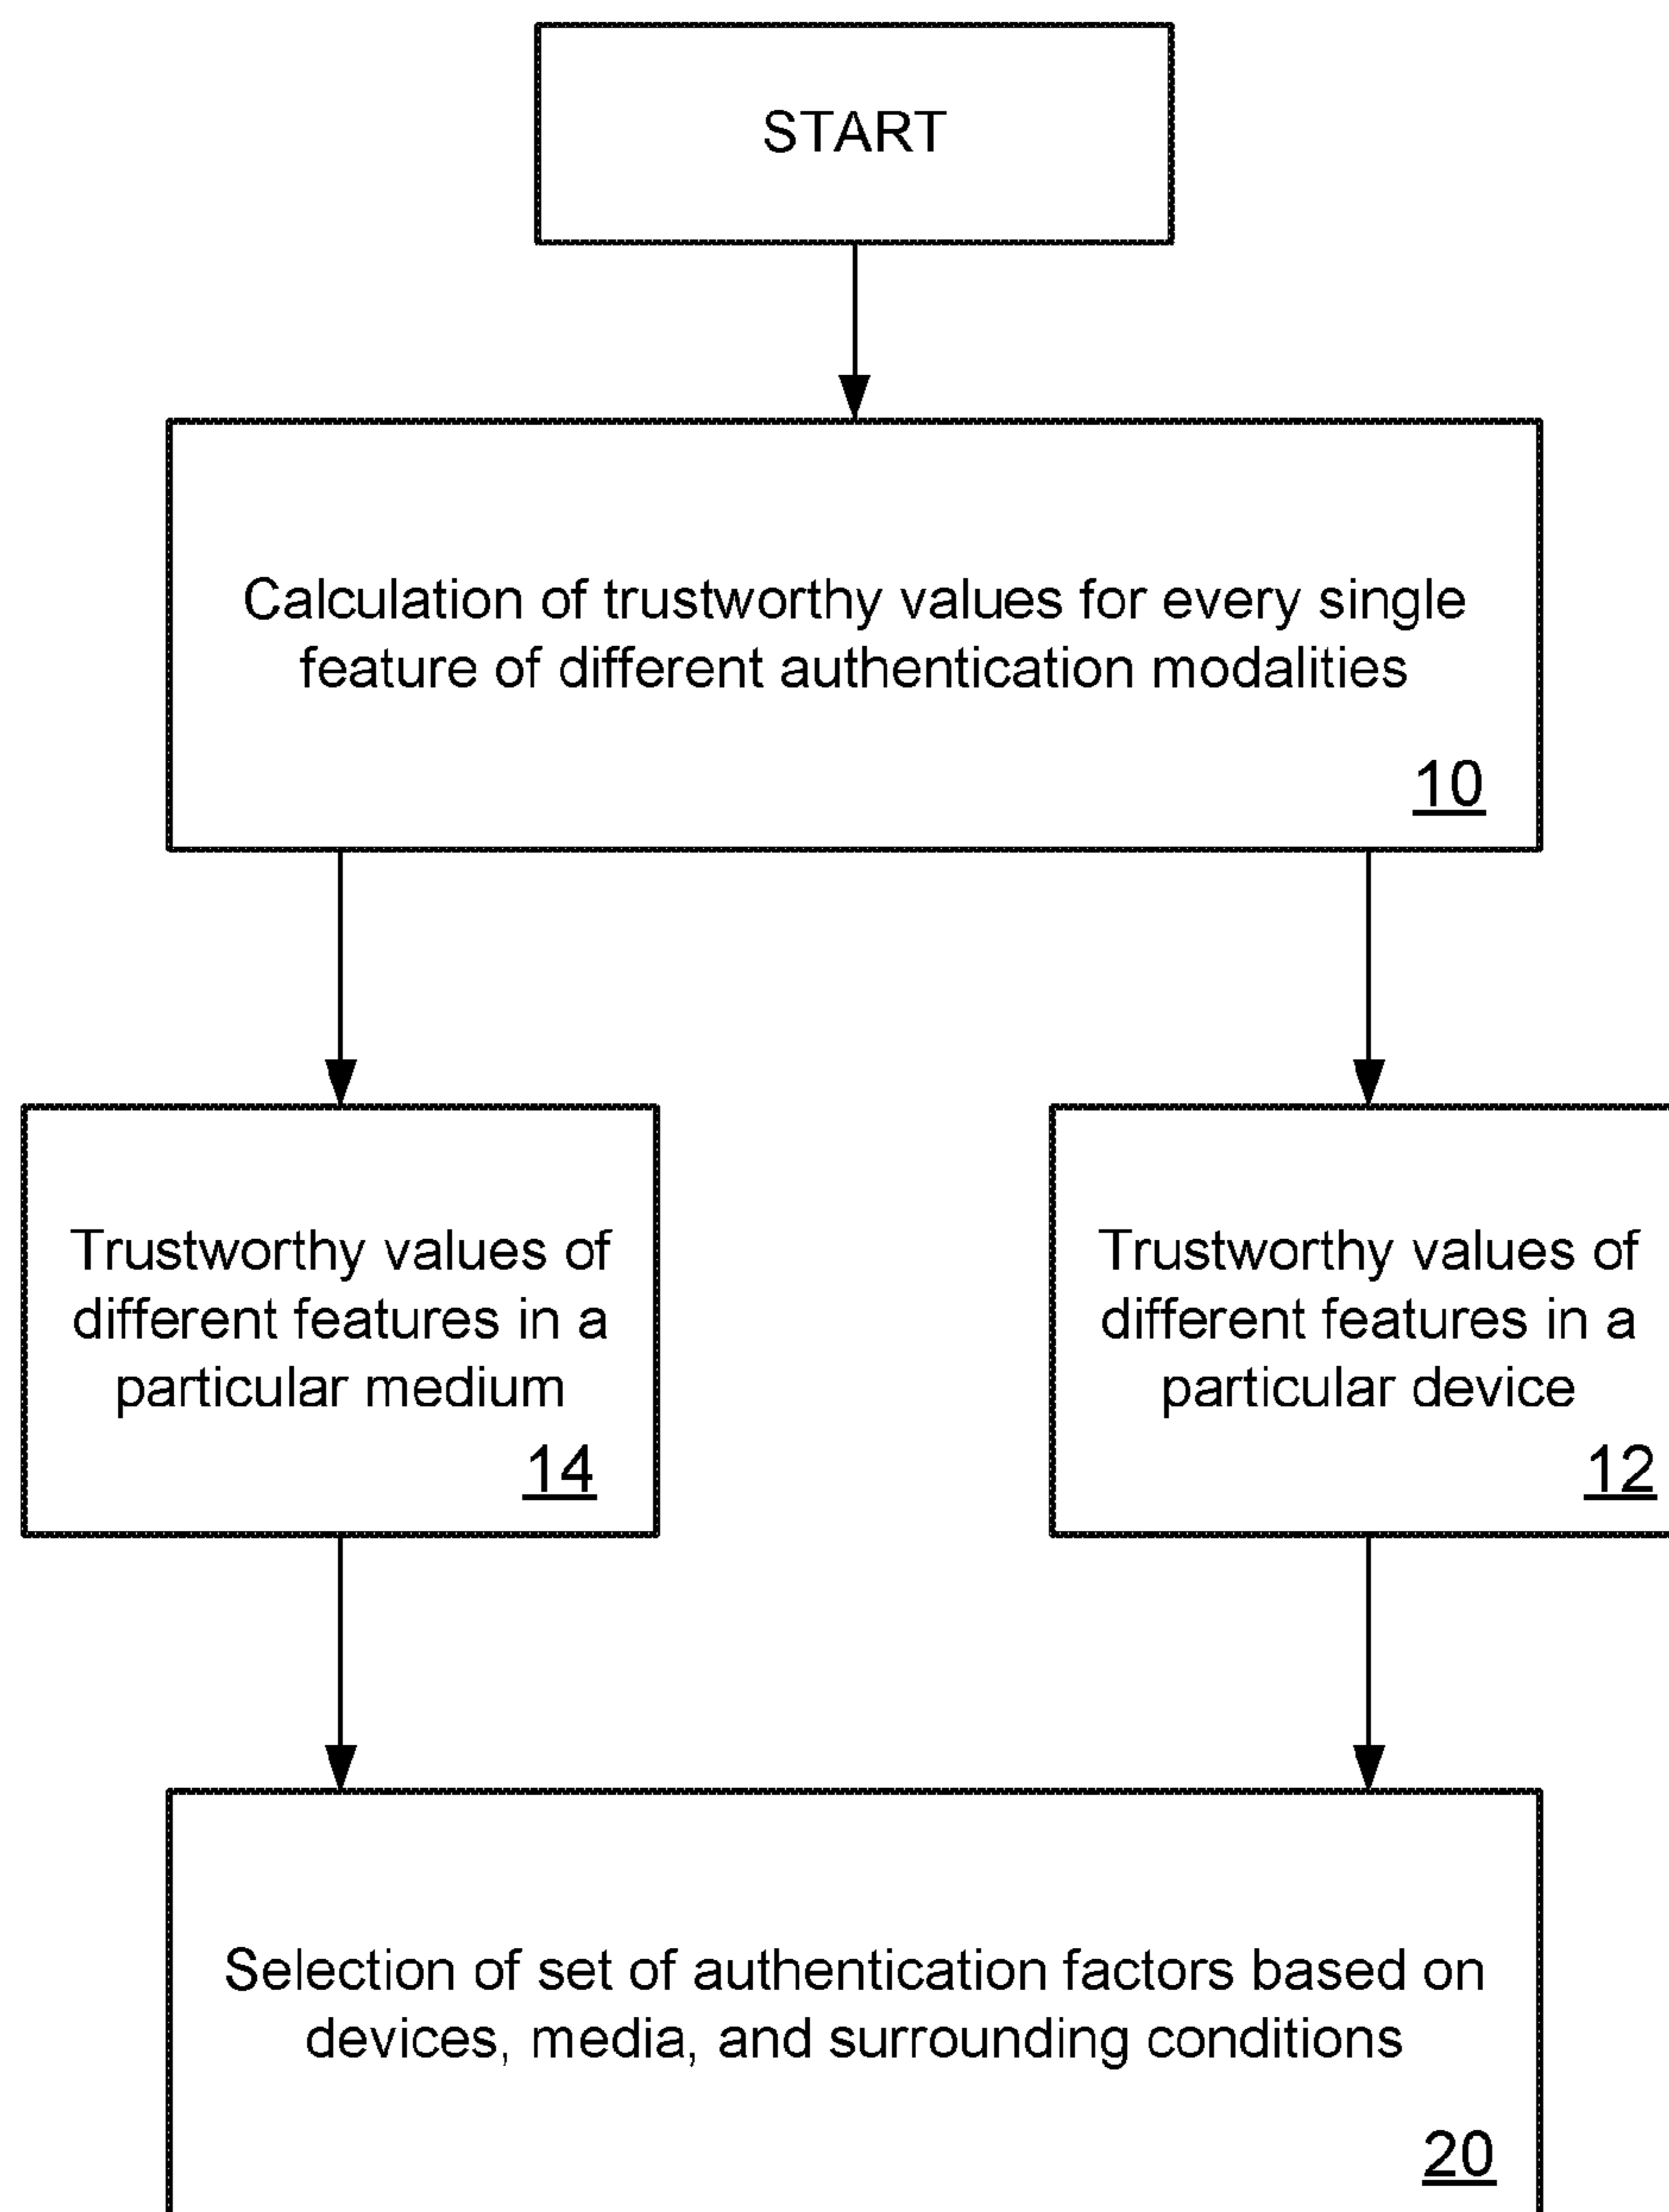 START
Calculation of trustworthy values for every single
feature of different authentication modalities
10
Trustworthy values of
different features in a
particular medium
14
Trustworthy values of
different features in a
particular device
12
Selection of set of authentication factors based on
devices, media, and surrounding conditions
20